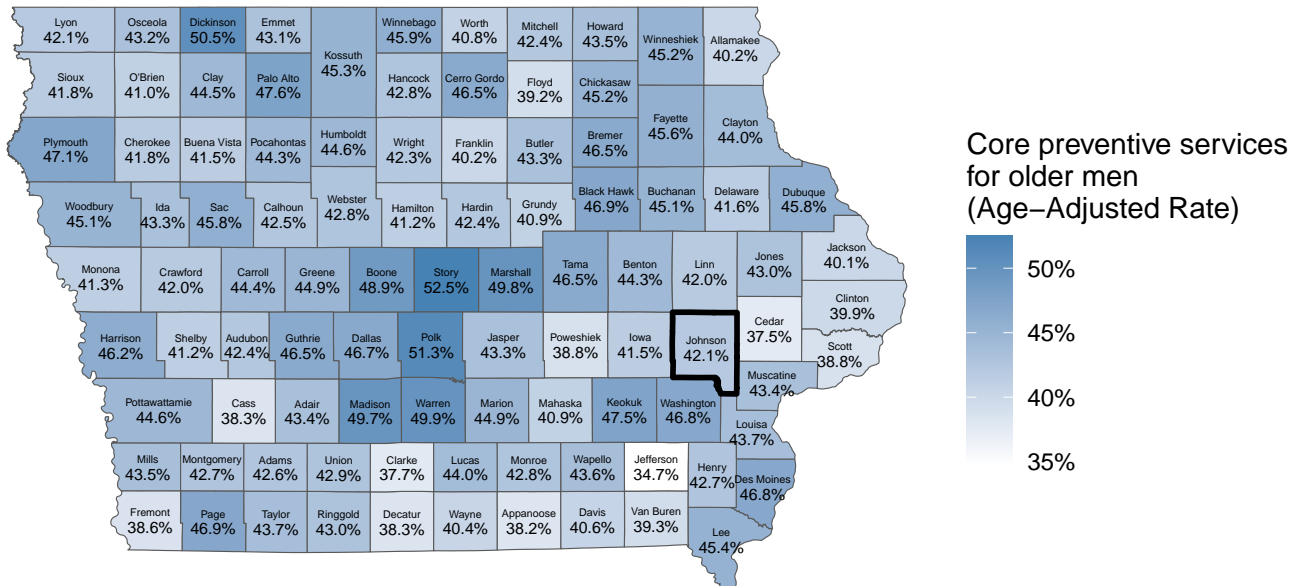 Lyon
42.1%
Osceola
43.2%
Dickinson
50.5%
Emmet
43.1%
Kossuth
45.3%
Winnebago
45.9%
Worth
40.8%
Mitchell
42.4%
Howard
43.5%
Winneshiek
45.2%
Allamakee
40.2%
Sioux
41.8%
O'Brien
41.0%
Clay
44.5%
Palo Alto
47.6%
Hancock
42.8%
Cerro Gordo
46.5%
Floyd
39.2%
Chickasaw
45.2%
Fayette
45.6%
Clayton
44.0%
Plymouth
47.1%
Cherokee
41.8%
Buena Vista
41.5%
Pocahontas
44.3%
Humboldt
44.6%
Wright
42.3%
Franklin
40.2%
Butler
43.3%
Bremer
46.5%
Woodbury
45.1%
Ida
43.3%
Sac
45.8%
Calhoun
42.5%
Webster
42.8%
Hamilton
41.2%
Hardin
42.4%
Grundy
40.9%
Black Hawk
46.9%
Buchanan
45.1%
Delaware
41.6%
Dubuque
45.8%
Monona
41.3%
Crawford
42.0%
Carroll
44.4%
Greene
44.9%
Boone
48.9%
Story
52.5%
Marshall
49.8%
Tama
46.5%
Benton
44.3%
Linn
42.0%
Jones
43.0%
Jackson
40.1%
Clinton
39.9%
Harrison
46.2%
Shelby
41.2%
Audubon
42.4%
Guthrie
46.5%
Dallas
46.7%
Polk
51.3%
Jasper
43.3%
Poweshiek
38.8%
Iowa
41.5%
Johnson
42.1%
Cedar
37.5%
Scott
38.8%
Muscatine
43.4%
Pottawattamie
44.6%
Cass
38.3%
Adair
43.4%
Madison
49.7%
Warren
49.9%
Marion
44.9%
Mahaska
40.9%
Keokuk
47.5%
Washington
46.8%
Louisa
43.7%
Mills
43.5%
Montgomery
42.7%
Adams
42.6%
Union
42.9%
Clarke
37.7%
Lucas
44.0%
Monroe
42.8%
Wapello
43.6%
Jefferson
34.7%
Henry
42.7%
Des Moines
46.8%
Fremont
38.6%
Page
46.9%
Taylor
43.7%
Ringgold
43.0%
Decatur
38.3%
Wayne
40.4%
Appanoose
38.2%
Davis
40.6%
Van Buren
39.3%
Lee
45.4%
Core preventive services
for older men
(Age−Adjusted Rate)
50%
45%
40%
35%